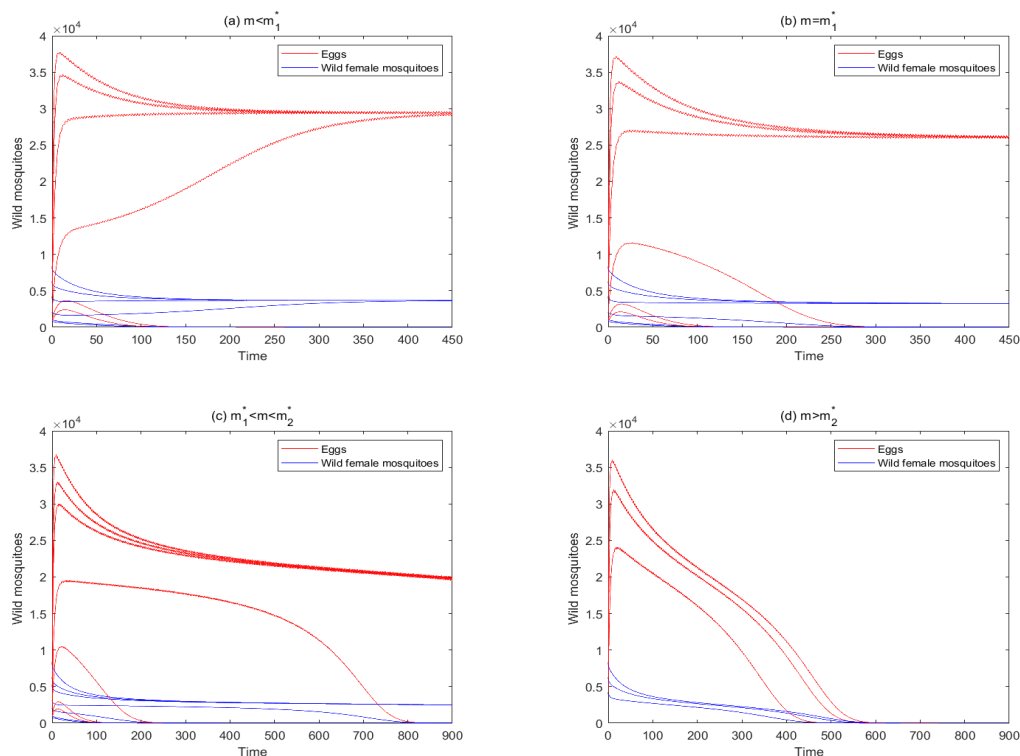 (a) m<m₁*
×10⁴
4
3.5
3
2.5
2
1.5
1
0.5
0
0 50 100 150 200 250 300 350 400 450
Time
Wild mosquitoes
Eggs
Wild female mosquitoes
(b) m=m₁*
×10⁴
4
3.5
3
2.5
2
1.5
1
0.5
0
0 50 100 150 200 250 300 350 400 450
Time
Wild mosquitoes
Eggs
Wild female mosquitoes
(c) m₁*<m<m₂*
×10⁴
4
3.5
3
2.5
2
1.5
1
0.5
0
0 100 200 300 400 500 600 700 800 900
Time
Wild mosquitoes
Eggs
Wild female mosquitoes
(d) m>m₂*
×10⁴
4
3.5
3
2.5
2
1.5
1
0.5
0
0 100 200 300 400 500 600 700 800 900
Time
Wild mosquitoes
Eggs
Wild female mosquitoes